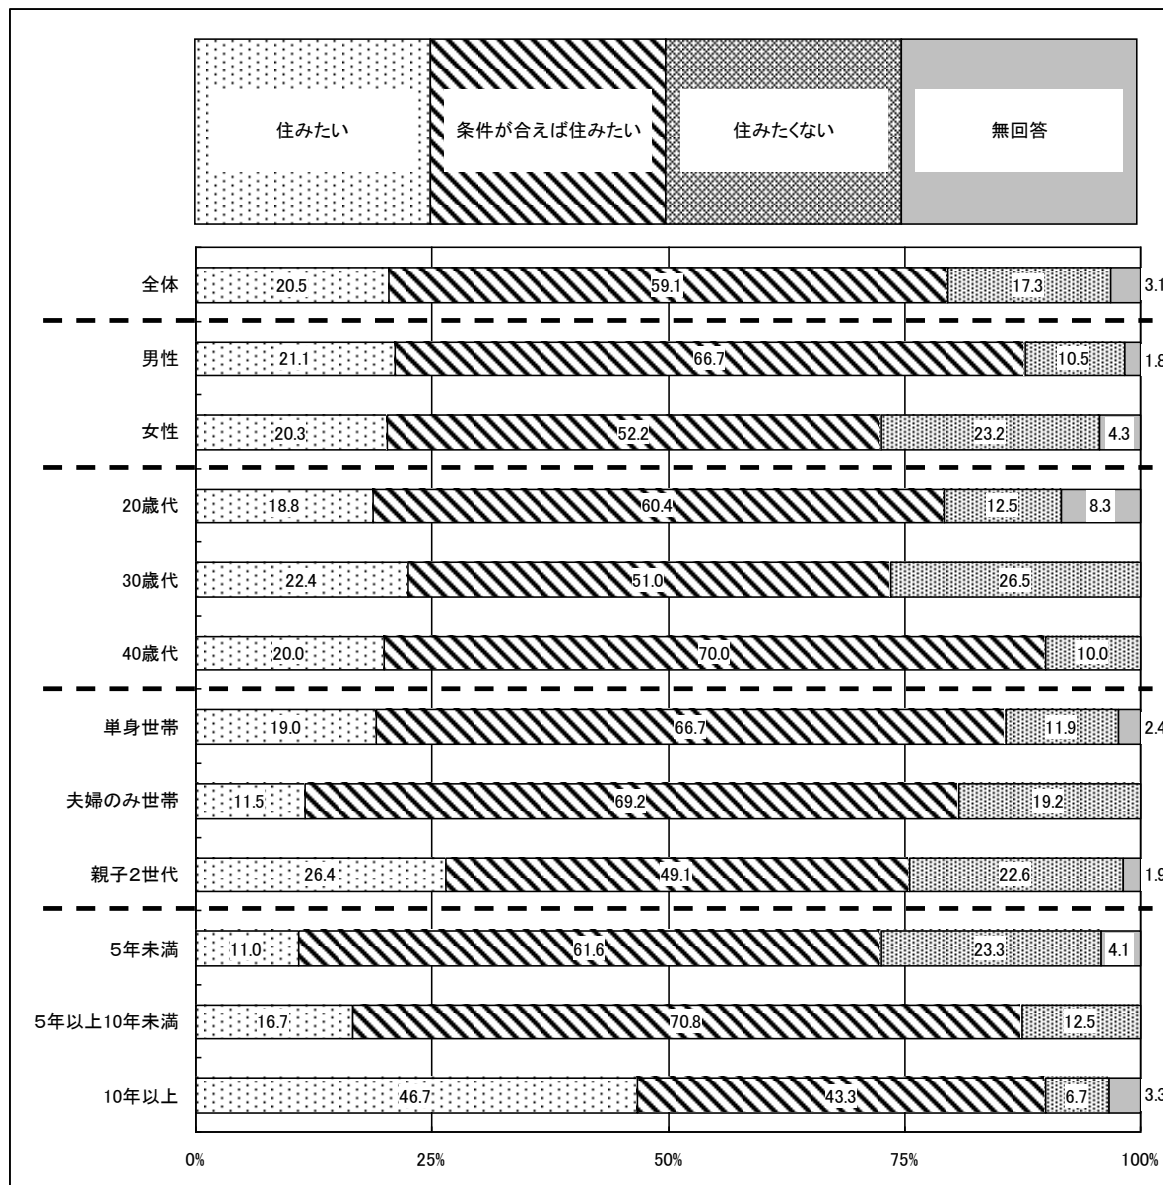 住みたい 条件が合えば住みたい 住みたくない 無回答
全体 20.5 59.1 17.3 3.1
男性 21.1 66.7 10.5 1.8
女性 20.3 52.2 23.2 4.3
20歳代 18.8 60.4 12.5 8.3
30歳代 22.4 51.0 26.5
40歳代 20.0 70.0 10.0
単身世帯 19.0 66.7 11.9 2.4
夫婦のみ世帯 11.5 69.2 19.2
親子2世代 26.4 49.1 22.6 1.9
5年未満 11.0 61.6 23.3 4.1
5年以上10年未満 16.7 70.8 12.5
10年以上 46.7 43.3 6.7 3.3
0% 25% 50% 75% 100%